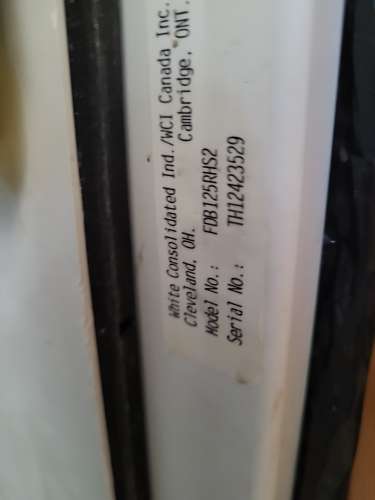 White Consolidated Ind./WCI Canada Inc.
Cleveland, OH. Cambridge, ONT.
Model No.: FDB125RHS2
Serial No.: TH12423529